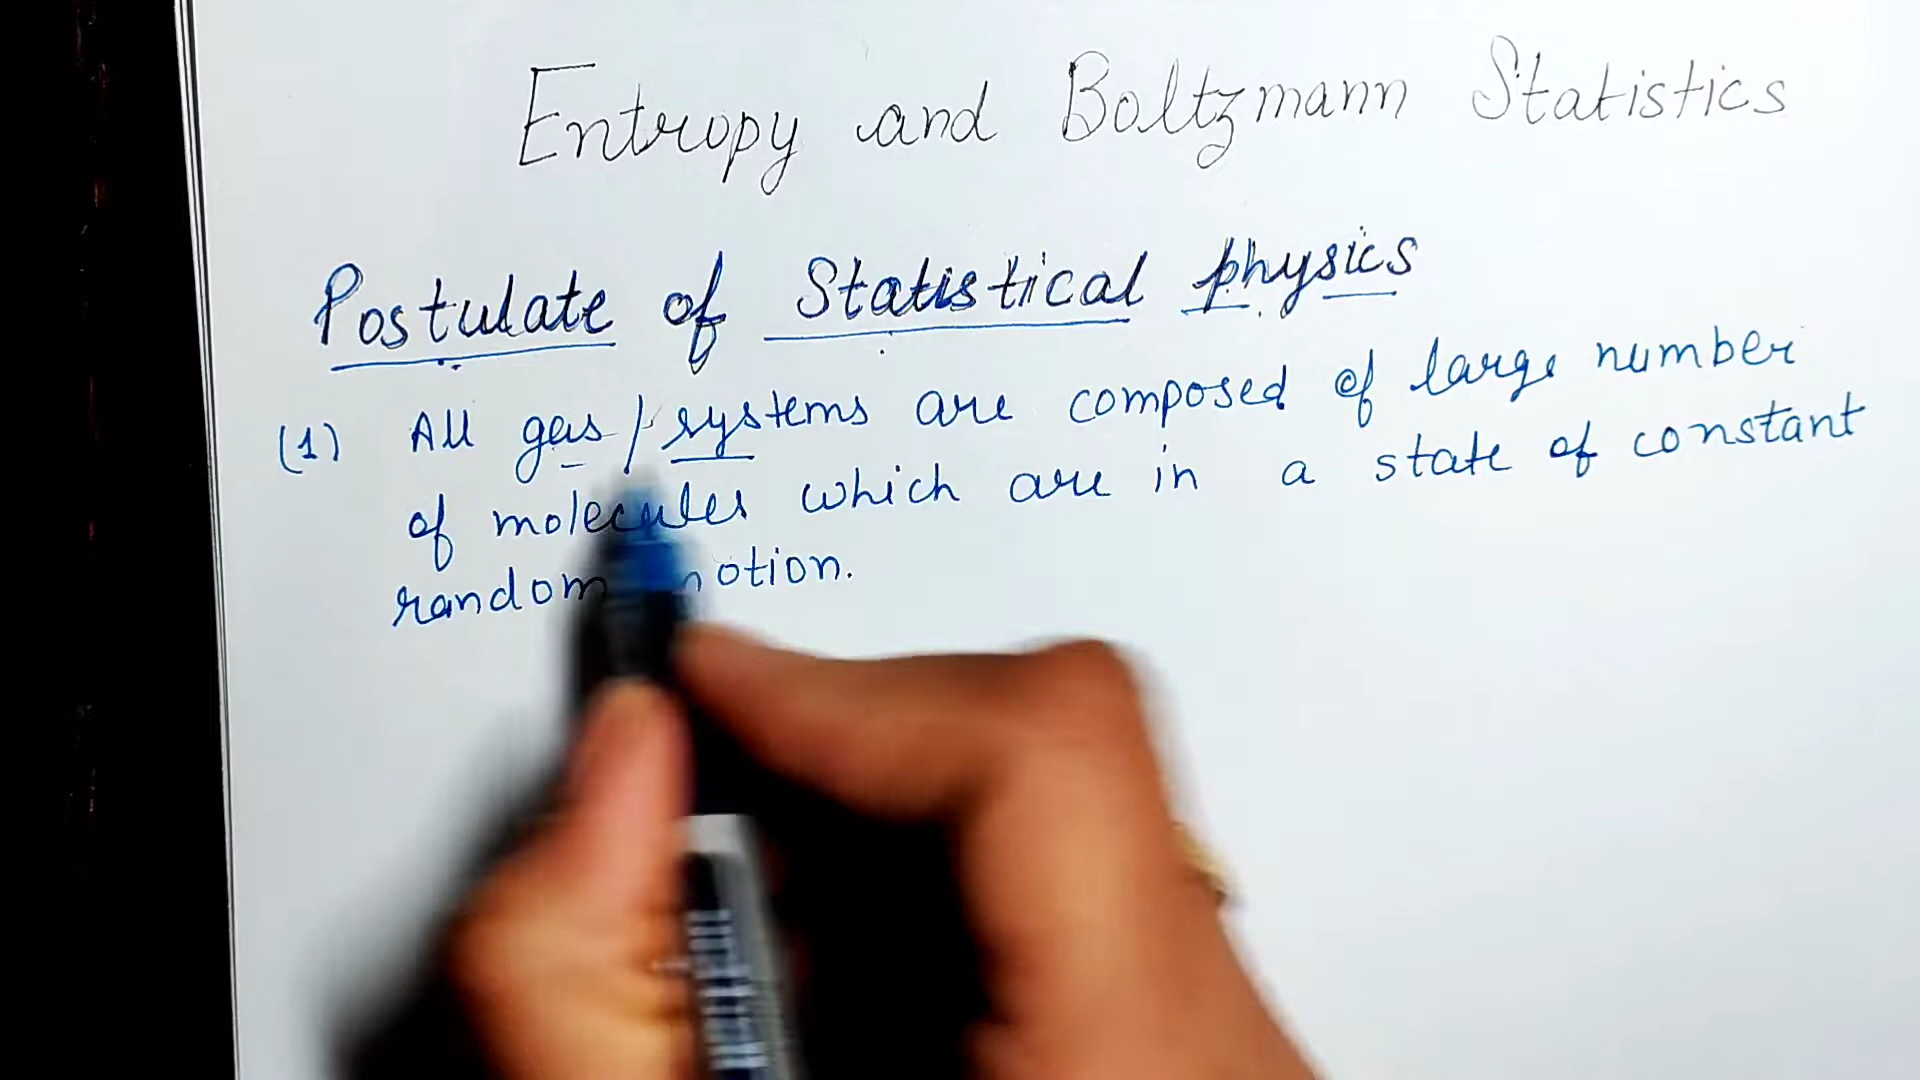 Entropy and Boltzmann Statistics
Postulate of Statistical physics
(1) All gas / systems are composed of large number
of molecules which are in a state of constant
random motion.